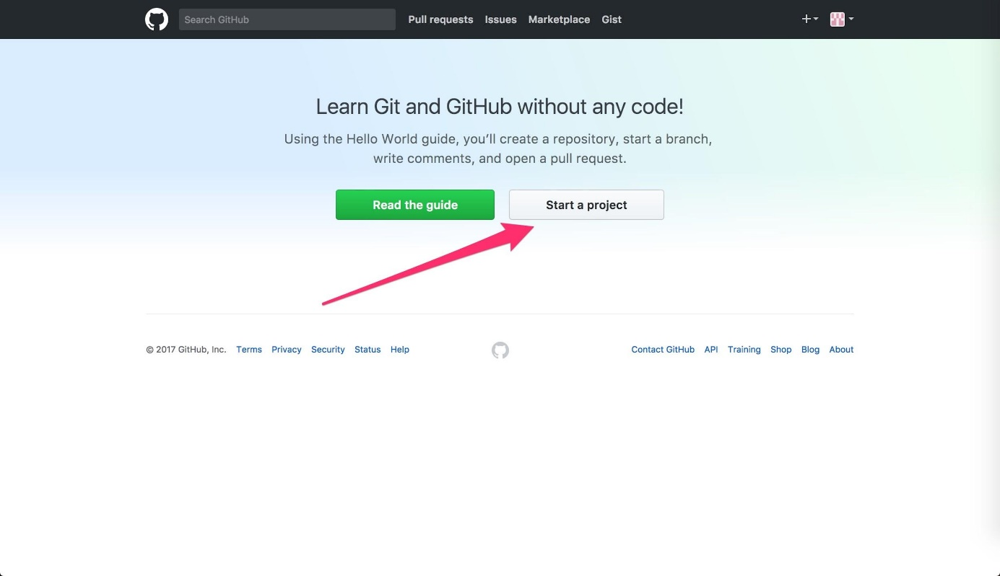 Search GitHub Pull requests Issues Marketplace Gist
Learn Git and GitHub without any code!
Using the Hello World guide, you’ll create a repository, start a branch,
write comments, and open a pull request.
Read the guide Start a project
© 2017 GitHub, Inc. Terms Privacy Security Status Help Contact GitHub API Training Shop Blog About